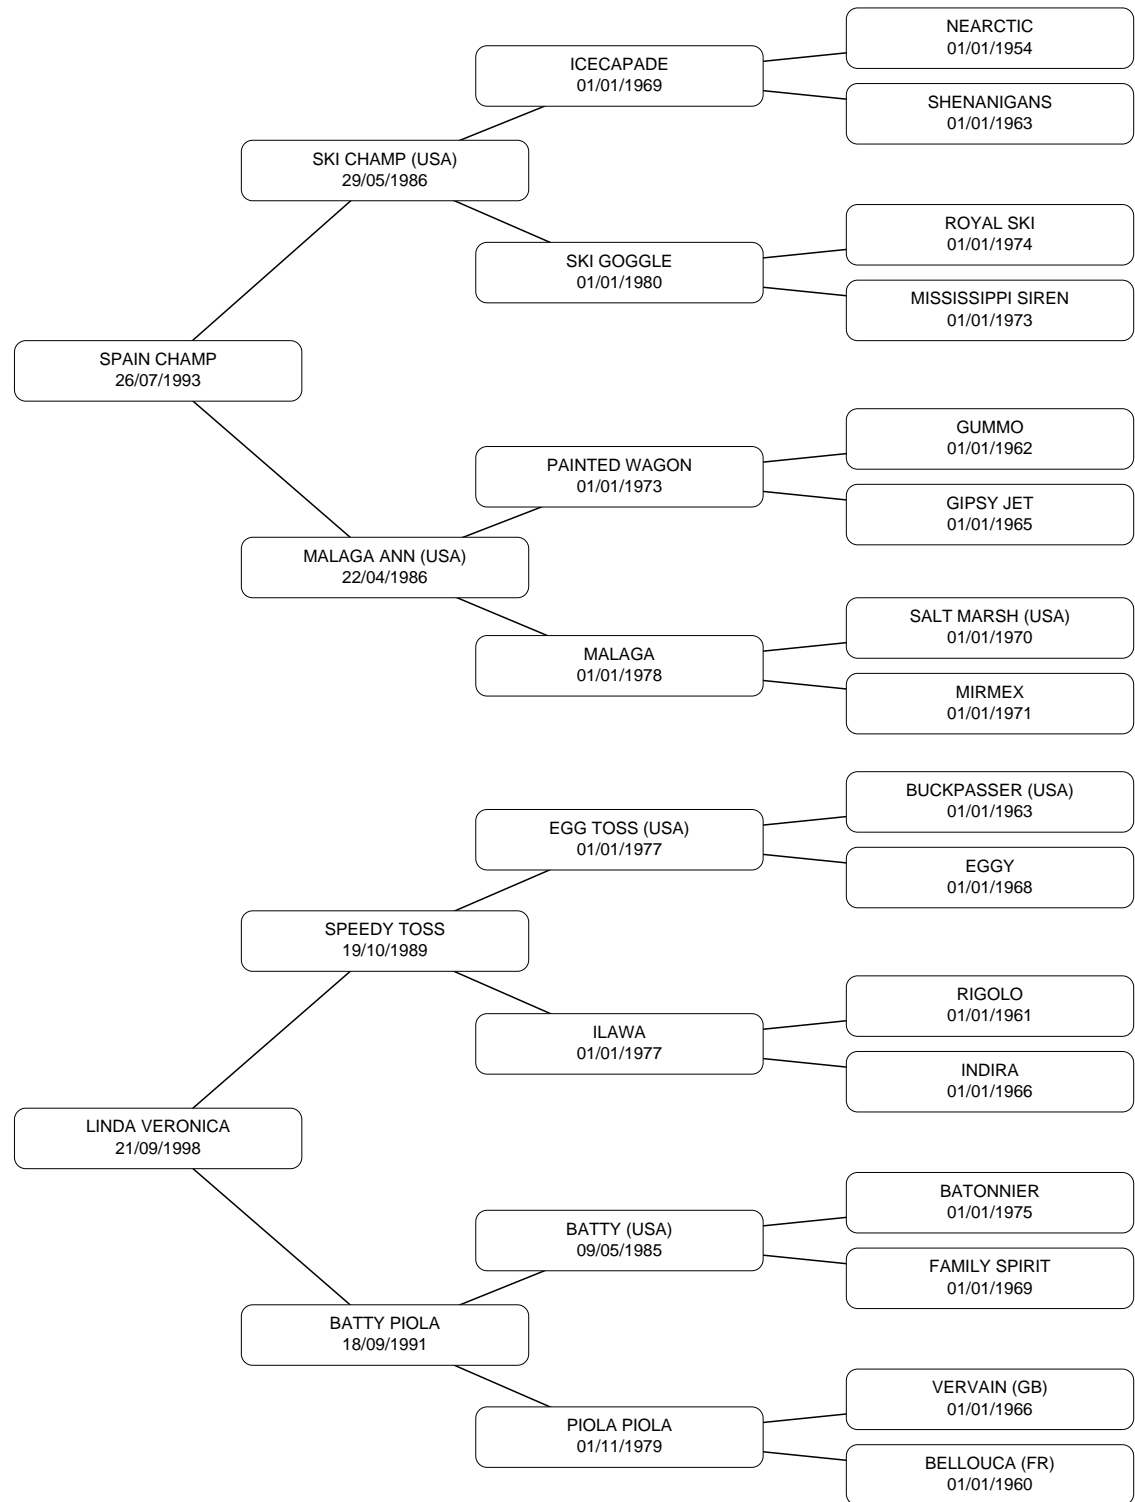 NEARCTIC
01/01/1954
ICECAPADE
01/01/1969
SHENANIGANS
01/01/1963
SKI CHAMP (USA)
29/05/1986
ROYAL SKI
01/01/1974
SKI GOGGLE
01/01/1980
MISSISSIPPI SIREN
01/01/1973
SPAIN CHAMP
26/07/1993
GUMMO
01/01/1962
PAINTED WAGON
01/01/1973
GIPSY JET
01/01/1965
MALAGA ANN (USA)
22/04/1986
SALT MARSH (USA)
01/01/1970
MALAGA
01/01/1978
MIRMEX
01/01/1971
BUCKPASSER (USA)
01/01/1963
EGG TOSS (USA)
01/01/1977
EGGY
01/01/1968
SPEEDY TOSS
19/10/1989
RIGOLO
01/01/1961
ILAWA
01/01/1977
INDIRA
01/01/1966
LINDA VERONICA
21/09/1998
BATONNIER
01/01/1975
BATTY (USA)
09/05/1985
FAMILY SPIRIT
01/01/1969
BATTY PIOLA
18/09/1991
VERVAIN (GB)
01/01/1966
PIOLA PIOLA
01/11/1979
BELLOUCA (FR)
01/01/1960